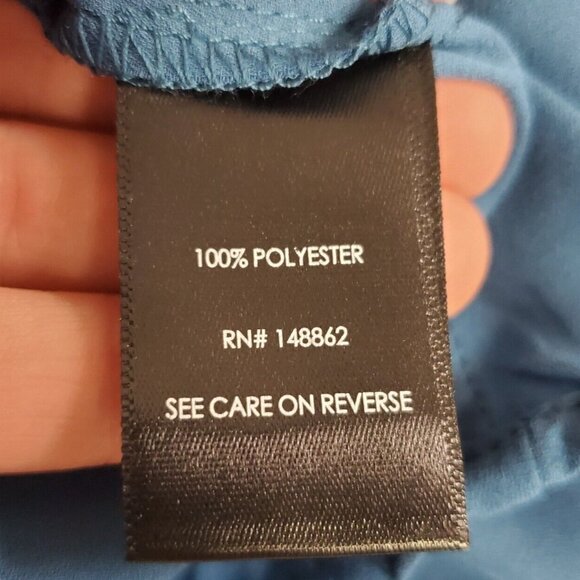 100% POLYESTER
RN# 148862
SEE CARE ON REVERSE